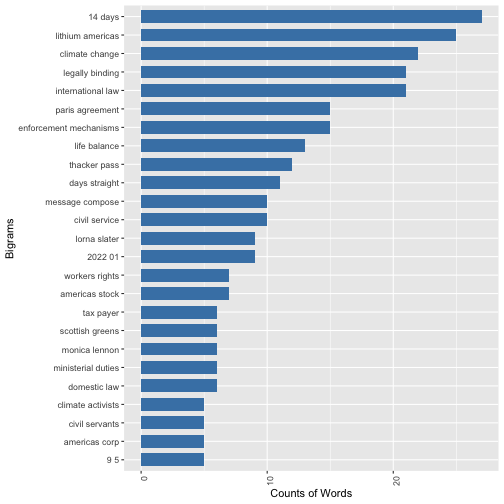 14 days
lithium americas
climate change
legally binding
international law
paris agreement
enforcement mechanisms
life balance
thacker pass
days straight
message compose
civil service
lorna slater
2022 01
workers rights
americas stock
tax payer
scottish greens
monica lennon
ministerial duties
domestic law
climate activists
civil servants
americas corp
9 5
Bigrams
0
10
20
Counts of Words